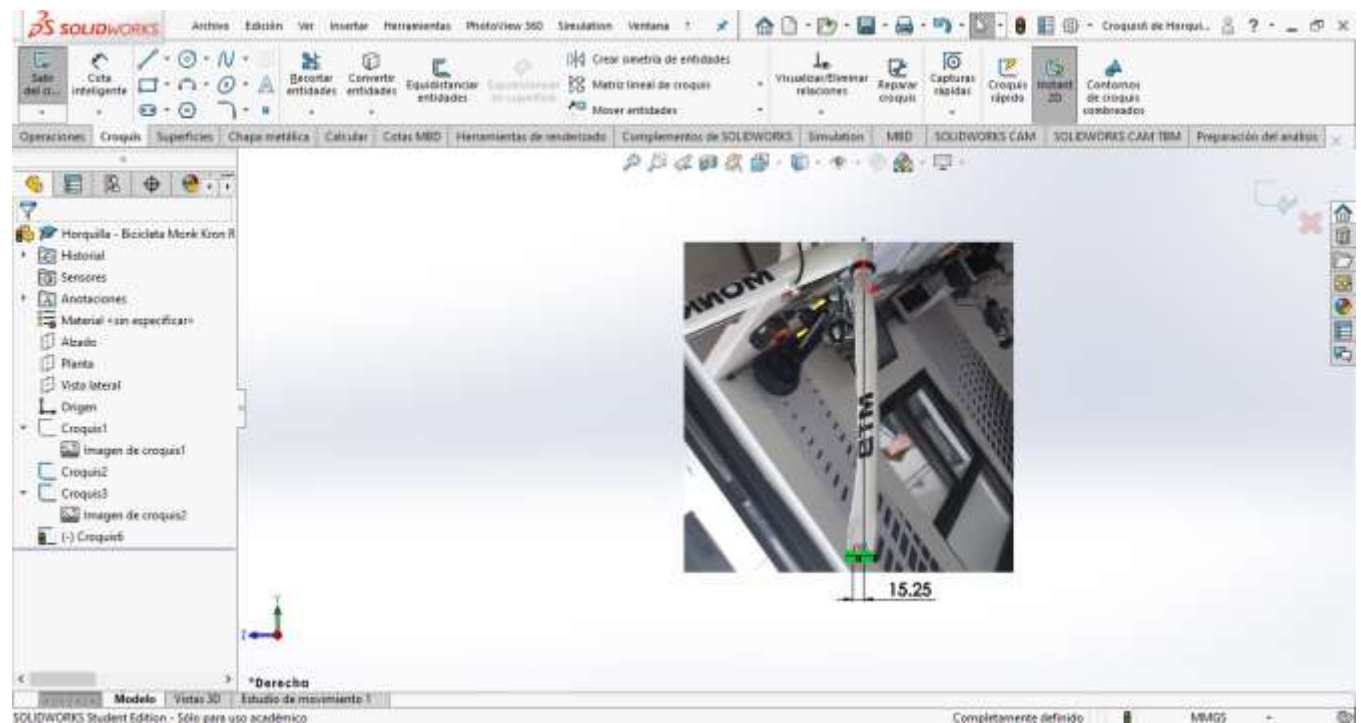 SOLIDWORKS
Archivo Edición Ver Insertar Herramientas PhotoView 360 Simulation Ventana ?
Croquis6 de Horqui...
Salir del cr...
Cota inteligente
Recortar entidades
Convertir entidades
Equidistanciar entidades
Crear simetría de entidades
Matriz lineal de croquis
Mover entidades
Visualizar/Eliminar relaciones
Reparar croquis
Capturas rápidas
Croquis rápido
Instant 2D
Contornos de croquis combinados
Operaciones Croquis Superficies Chapa metálica Calcular Cotas MBD Herramientas de renderizado Complementos de SOLIDWORKS Simulation MBD SOLIDWORKS CAM SOLIDWORKS CAM TBM Preparación del análisis
Horquilla - Bicicleta Monk Kron R
Historial
Sensores
Anotaciones
Material <sin especificar>
Alzado
Planta
Vista lateral
Origen
Croquis1
Imagen de croquis1
Croquis2
Croquis3
Imagen de croquis2
(-) Croquis6
MONK
MTB
15.25
Y
Z
*Derecha
Modelo Vistas 3D Estudio de movimiento 1
SOLIDWORKS Student Edition - Sólo para uso académico
Completamente definido MMGS